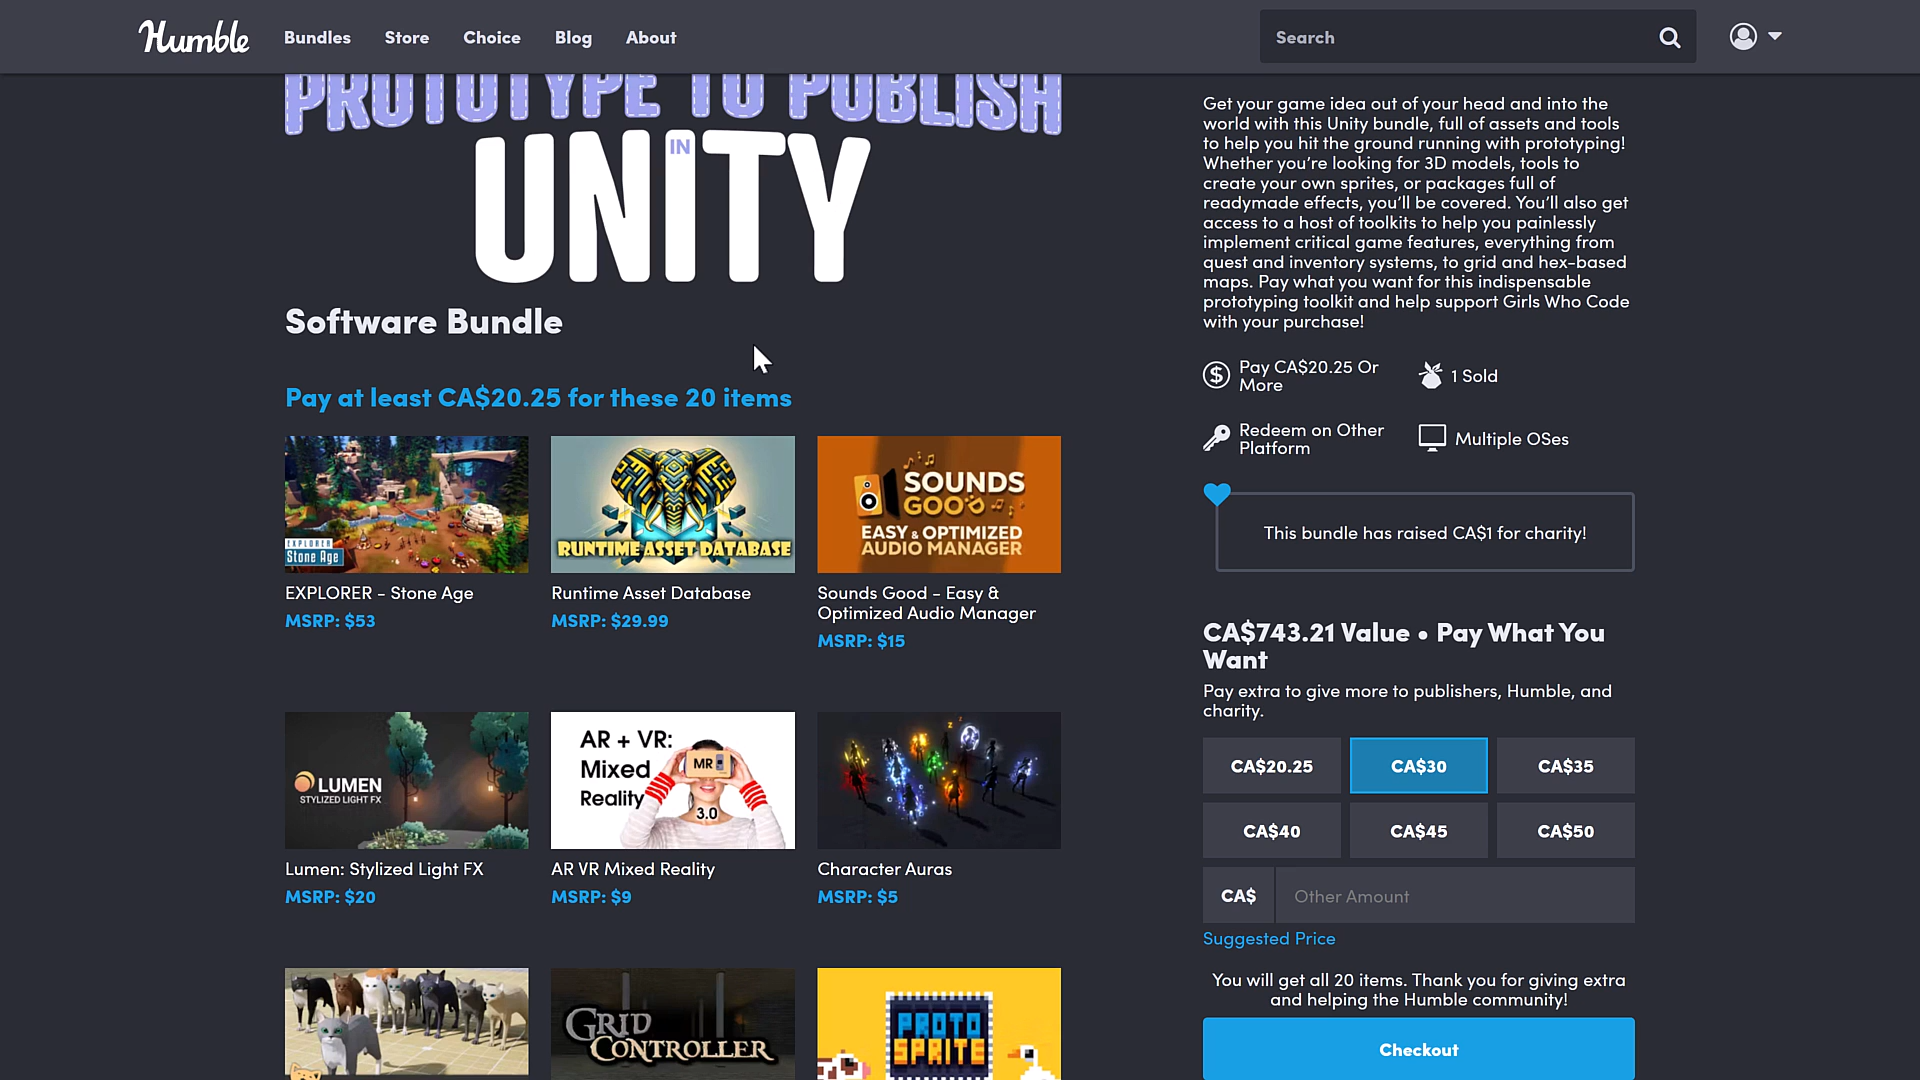 Humble
Bundles
Store
Choice
Blog
About
Search
PROTOTYPE TO PUBLISH
IN
UNITY
Software Bundle
Pay at least CA$20.25 for these 20 items
EXPLORER
Stone Age
EXPLORER - Stone Age
MSRP: $53
RUNTIME ASSET DATABASE
Runtime Asset Database
MSRP: $29.99
SOUNDS
GOOD
EASY & OPTIMIZED
AUDIO MANAGER
Sounds Good - Easy &
Optimized Audio Manager
MSRP: $15
LUMEN
STYLIZED LIGHT FX
Lumen: Stylized Light FX
MSRP: $20
AR + VR:
Mixed
Reality
MR
3.0
AR VR Mixed Reality
MSRP: $9
Character Auras
MSRP: $5
GRID
CONTROLLER
PROTO
SPRITE
Get your game idea out of your head and into the
world with this Unity bundle, full of assets and tools
to help you hit the ground running with prototyping!
Whether you're looking for 3D models, tools to
create your own sprites, or packages full of
readymade effects, you'll be covered. You'll also get
access to a host of toolkits to help you painlessly
implement critical game features, everything from
quest and inventory systems, to grid and hex-based
maps. Pay what you want for this indispensable
prototyping toolkit and help support Girls Who Code
with your purchase!
Pay CA$20.25 Or
More
1 Sold
Redeem on Other
Platform
Multiple OSes
This bundle has raised CA$1 for charity!
CA$743.21 Value • Pay What You
Want
Pay extra to give more to publishers, Humble, and
charity.
CA$20.25
CA$30
CA$35
CA$40
CA$45
CA$50
CA$
Other Amount
Suggested Price
You will get all 20 items. Thank you for giving extra
and helping the Humble community!
Checkout